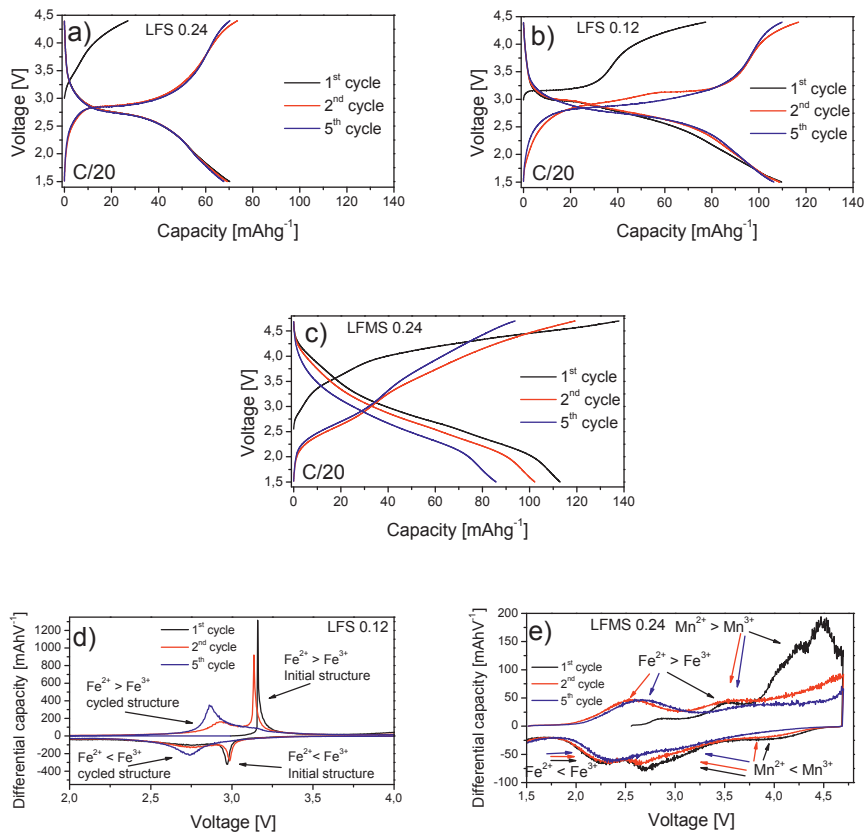 a)
LFS 0.24
4,5
4,0
3,5
3,0
2,5
2,0
1,5
Voltage [V]
1st cycle
2nd cycle
5th cycle
C/20
0 20 40 60 80 100 120 140
Capacity [mAhg-1]
b)
LFS 0.12
4,5
4,0
3,5
3,0
2,5
2,0
1,5
Voltage [V]
1st cycle
2nd cycle
5th cycle
C/20
0 20 40 60 80 100 120 140
Capacity [mAhg-1]
c)
LFMS 0.24
4,5
4,0
3,5
3,0
2,5
2,0
1,5
Voltage [V]
1st cycle
2nd cycle
5th cycle
C/20
0 20 40 60 80 100 120 140
Capacity [mAhg-1]
d)
LFS 0.12
1200
1000
800
600
400
200
0
-200
-400
Differential capacity [mAhV-1]
1st cycle
2nd cycle
5th cycle
Fe2+ > Fe3+
Initial structure
Fe2+ > Fe3+
cycled structure
Fe2+ < Fe3+
cycled structure
Fe2+ < Fe3+
Initial structure
2,0 2,5 3,0 3,5 4,0
Voltage [V]
e)
LFMS 0.24
200
150
100
50
0
-50
-100
Differential capacity [mAhV-1]
Mn2+ > Mn3+
1st cycle
2nd cycle
5th cycle
Fe2+ > Fe3+
Fe2+ < Fe3+
Mn2+ < Mn3+
1,5 2,0 2,5 3,0 3,5 4,0 4,5
Voltage [V]